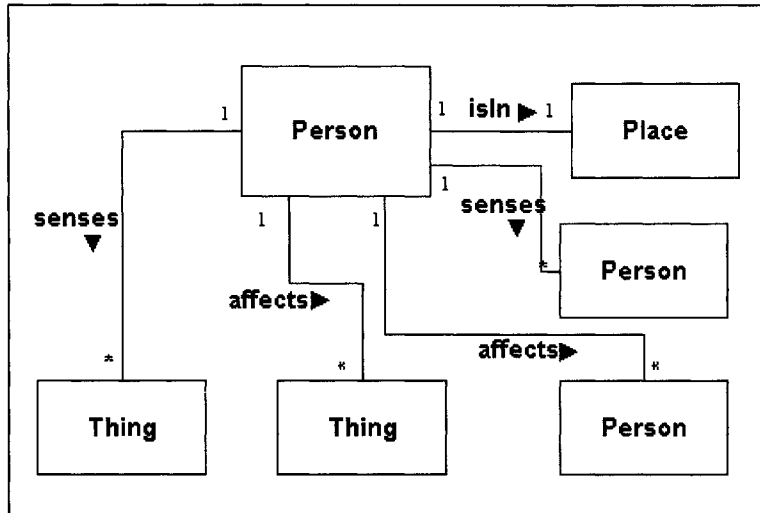 1 Person 1 isIn▶ 1 Place
1
senses▼ 1 1 senses▼
* Person
affects▶
affects▶
* * *
Thing Thing Person